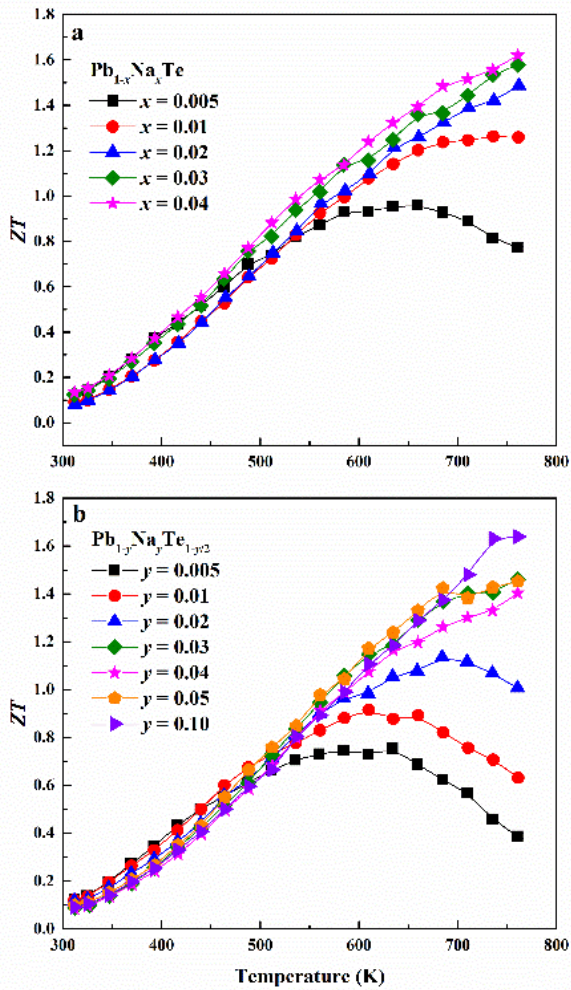 a
Pb1-xNaxTe
x = 0.005
x = 0.01
x = 0.02
x = 0.03
x = 0.04
ZT
1.8
1.6
1.4
1.2
1.0
0.8
0.6
0.4
0.2
0.0
300 400 500 600 700 800
b
Pb1-yNayTe1-y/2
y = 0.005
y = 0.01
y = 0.02
y = 0.03
y = 0.04
y = 0.05
y = 0.10
ZT
1.8
1.6
1.4
1.2
1.0
0.8
0.6
0.4
0.2
0.0
300 400 500 600 700 800
Temperature (K)